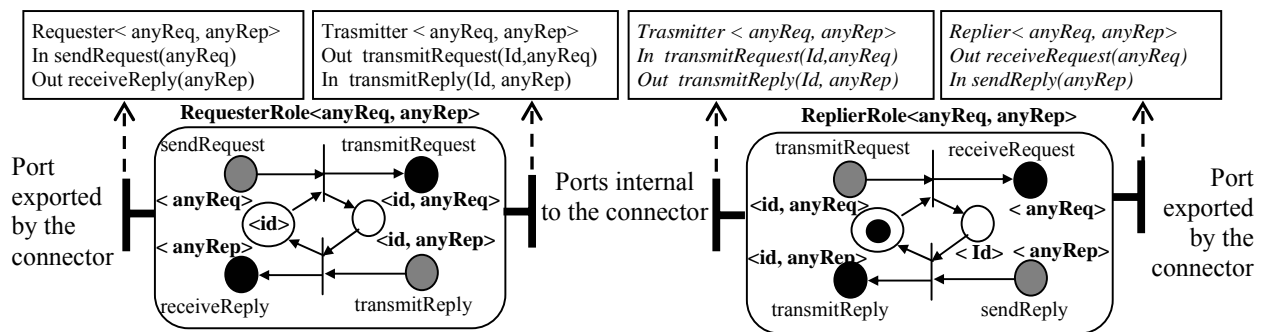 Requester< anyReq, anyRep>
In sendRequest(anyReq)
Out receiveReply(anyRep)
Trasmitter < anyReq, anyRep>
Out transmitRequest(Id,anyReq)
In transmitReply(Id, anyRep)
Trasmitter < anyReq, anyRep>
In transmitRequest(Id,anyReq)
Out transmitReply(Id, anyRep)
Replier< anyReq, anyRep>
Out receiveRequest(anyReq)
In sendReply(anyRep)
Port
exported
by the
connector
RequesterRole<anyReq, anyRep>
sendRequest
transmitRequest
< anyReq>
<id>
<id, anyReq>
< anyRep>
<id, anyRep>
receiveReply
transmitReply
Ports internal
to the connector
ReplierRole<anyReq, anyRep>
transmitRequest
receiveRequest
<id, anyReq>
< anyReq>
<id, anyRep>
< Id>
< anyRep>
transmitReply
sendReply
Port
exported
by the
connector